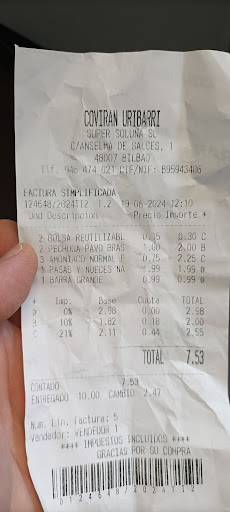 COVIRAN URIBARRI
SUPER SOLUNA SL
C/ANSELMA DE SALCES, 1
48007 BILBAO
Tlf. 946 474 021 CIF/NIF: B95943406
FACTURA SIMPLIFICADA
124648/2024T12 1.2 19-06-2024 12:10
Und Descripcion Precio Importe *
2 BOLSA REUTILIZABL 0.15 0.30 C
2 PECHUGA PAVO BRAS 1.00 2.00 B
3 AMONIACO NORMAL F 0.75 2.25 C
1 PASAS Y NUECES NA 1.99 1.99
1 BARRA GRANDE 0.99 0.99
* Imp. Base Cuota TOTAL
0% 2.98 0.00 2.98
B 10% 1.82 0.18 2.00
C 21% 2.11 0.44 2.55
TOTAL 7.53
CONTADO 7.53
ENTREGADO 10.00 CAMBIO 2.47
Num. Lin. Factura: 5
Vendedor: VENDEDOR 1
**** IMPUESTOS INCLUIDOS ****
GRACIAS POR SU COMPRA